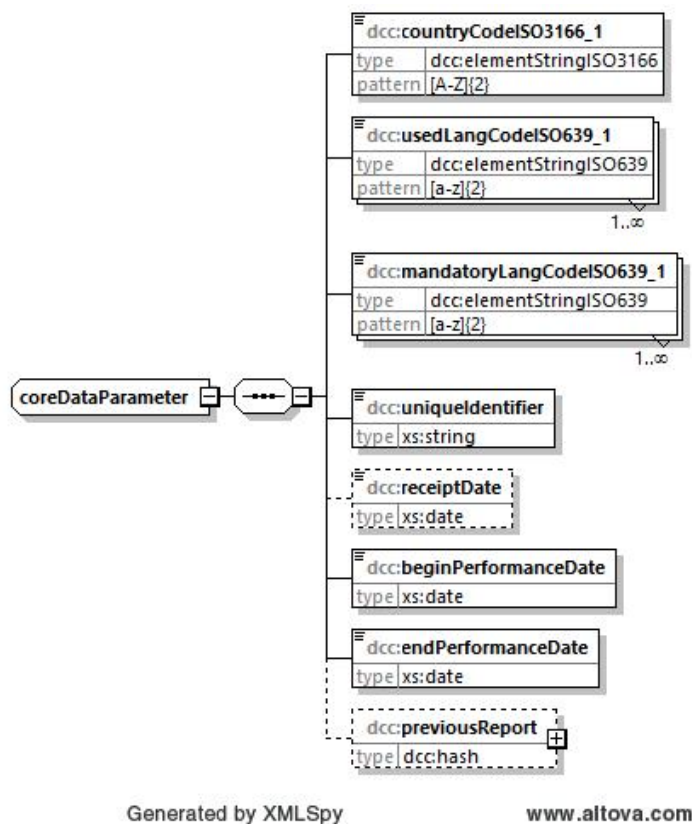 dcc:countryCodeISO3166_1
type dcc:elementStringISO3166
pattern [A-Z]{2}
dcc:usedLangCodeISO639_1
type dcc:elementStringISO639
pattern [a-z]{2}
1..∞
dcc:mandatoryLangCodeISO639_1
type dcc:elementStringISO639
pattern [a-z]{2}
1..∞
coreDataParameter
dcc:uniqueIdentifier
type xs:string
dcc:receiptDate
type xs:date
dcc:beginPerformanceDate
type xs:date
dcc:endPerformanceDate
type xs:date
dcc:previousReport
type dcc:hash
Generated by XMLSpy www.altova.com